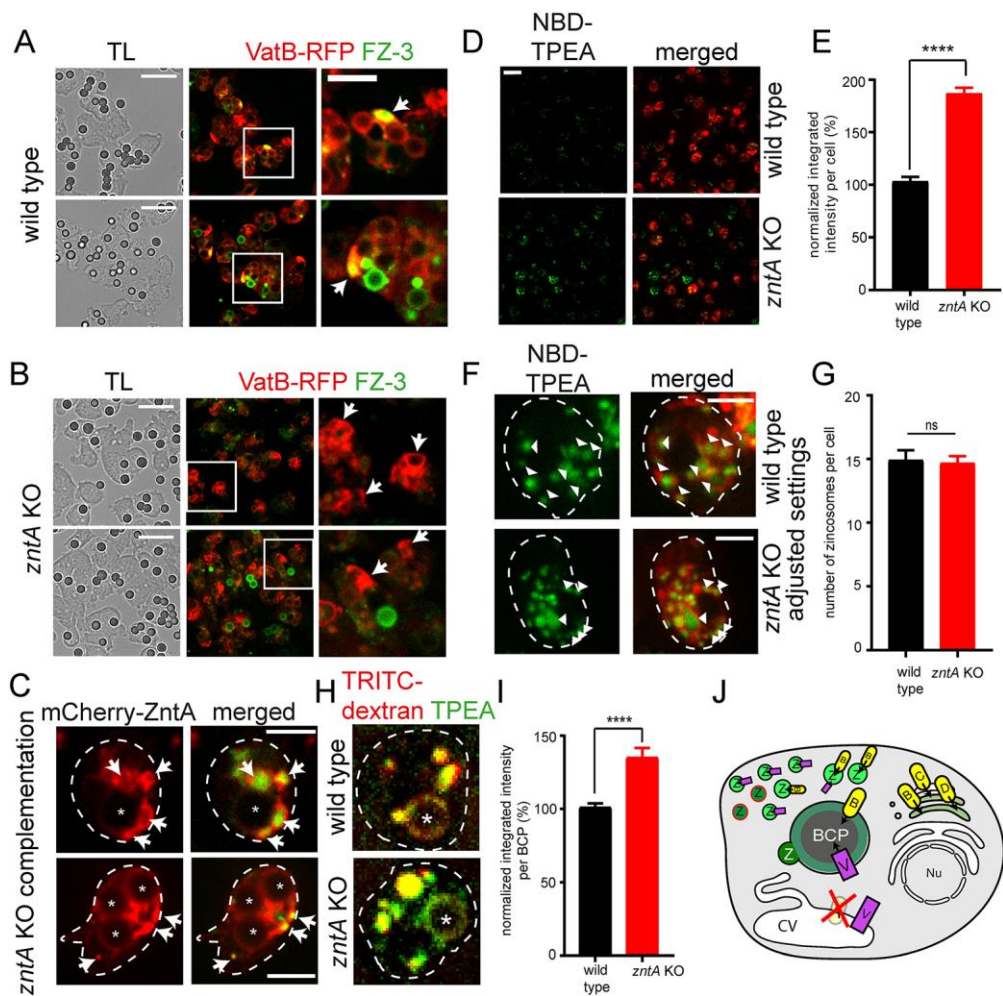 A
TL
VatB-RFP FZ-3
wild type
B
TL
VatB-RFP FZ-3
zntA KO
C
mCherry-ZntA
merged
zntA KO complementation
*
*
*
*
*
*
*
*
D
NBD-
TPEA
merged
wild type
zntA KO
E
normalized integrated
intensity per cell (%)
200
150
100
50
0
****
wild
type
zntA KO
F
NBD-
TPEA
merged
wild type
zntA KO
adjusted settings
G
number of zincosomes per cell
20
15
10
5
0
ns
wild
type
zntA KO
H
TRITC-
dextran TPEA
wild type
zntA KO
*
*
I
normalized integrated intensity
per BCP (%)
150
100
50
0
****
wild
type
zntA KO
J
Z
Z
Z
Z
Z
Z
Z
Z
B
B
B
BCP
Z
V
B
C
D
Nu
CV
V